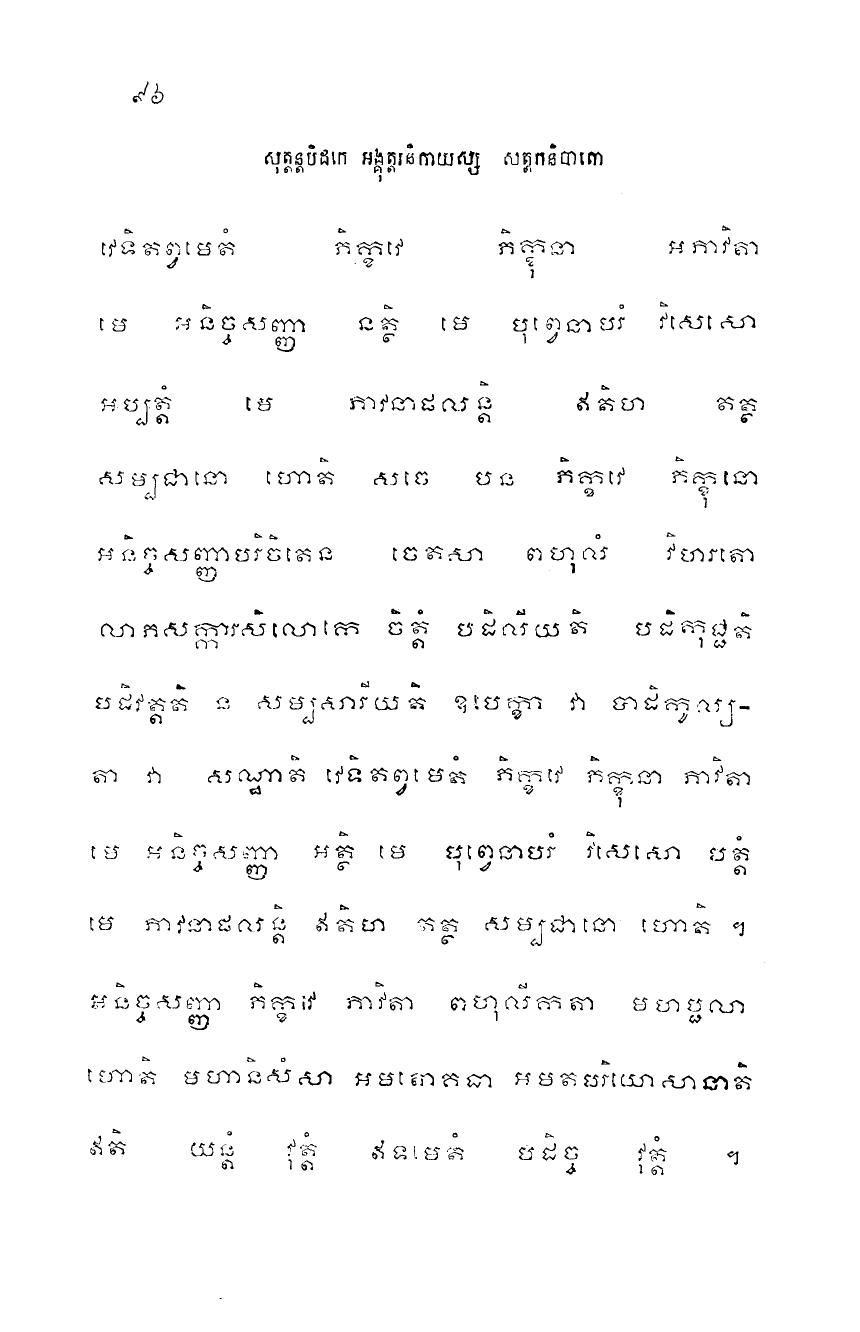 ៩៦
សុត្តន្តបិដកេ អង្គុត្តរនិកាយស្ស សត្តកនិបាតោ
វេទិតព្វមេតំ ភិក្ខវេ ភិក្ខុនា អភាវិតា
មេ អនិច្ចសញ្ញា នត្ថិ មេ បុព្វេនាបរំ វិសេសោ
អប្បត្តំ មេ ភាវនាផលន្តិ ឥតិហ តត្ថ
សម្បជានោ ហោតិ សចេ បន ភិក្ខវេ ភិក្ខុនោ
អនិច្ចសញ្ញាបរិចិតេន ចេតសា ពហុលំ វិហរតោ
លាភសក្ការសិលោកេ ចិត្តំ បដិលីយតិ បដិកុដ្ជតិ
បដិវត្តតិ ន សម្បសារីយតិ ឧបេក្ខា វា បាដិកូល្យ-
តា វា សណ្ឋាតិ វេទិតព្វមេតំ ភិក្ខវេ ភិក្ខុនា ភាវិតា
មេ អនិច្ចសញ្ញា អត្ថិ មេ បុព្វេនាបរំ វិសេសោ បត្តំ
មេ ភាវនាផលន្តិ ឥតិហ តត្ថ សម្បជានោ ហោតិ ។
អនិច្ចសញ្ញា ភិក្ខវេ ភាវិតា ពហុលីកតា មហប្ផលា
ហោតិ មហានិសំសា អមតោគធា អមតបរិយោសានាតិ
ឥតិ យន្តំ វុត្តំ ឥទមេតំ បដិច្ច វុត្តំ ។